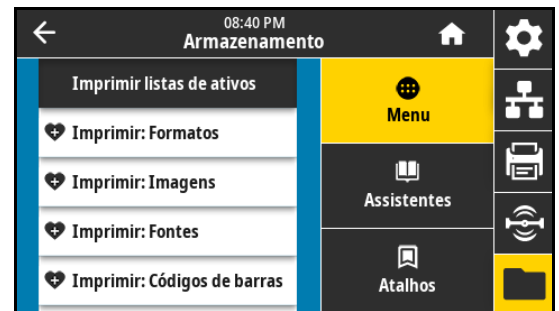 08:40 PM
Armazenamento
Imprimir listas de ativos
Imprimir: Formatos
Imprimir: Imagens
Imprimir: Fontes
Imprimir: Códigos de barras
Menu
Assistentes
Atalhos